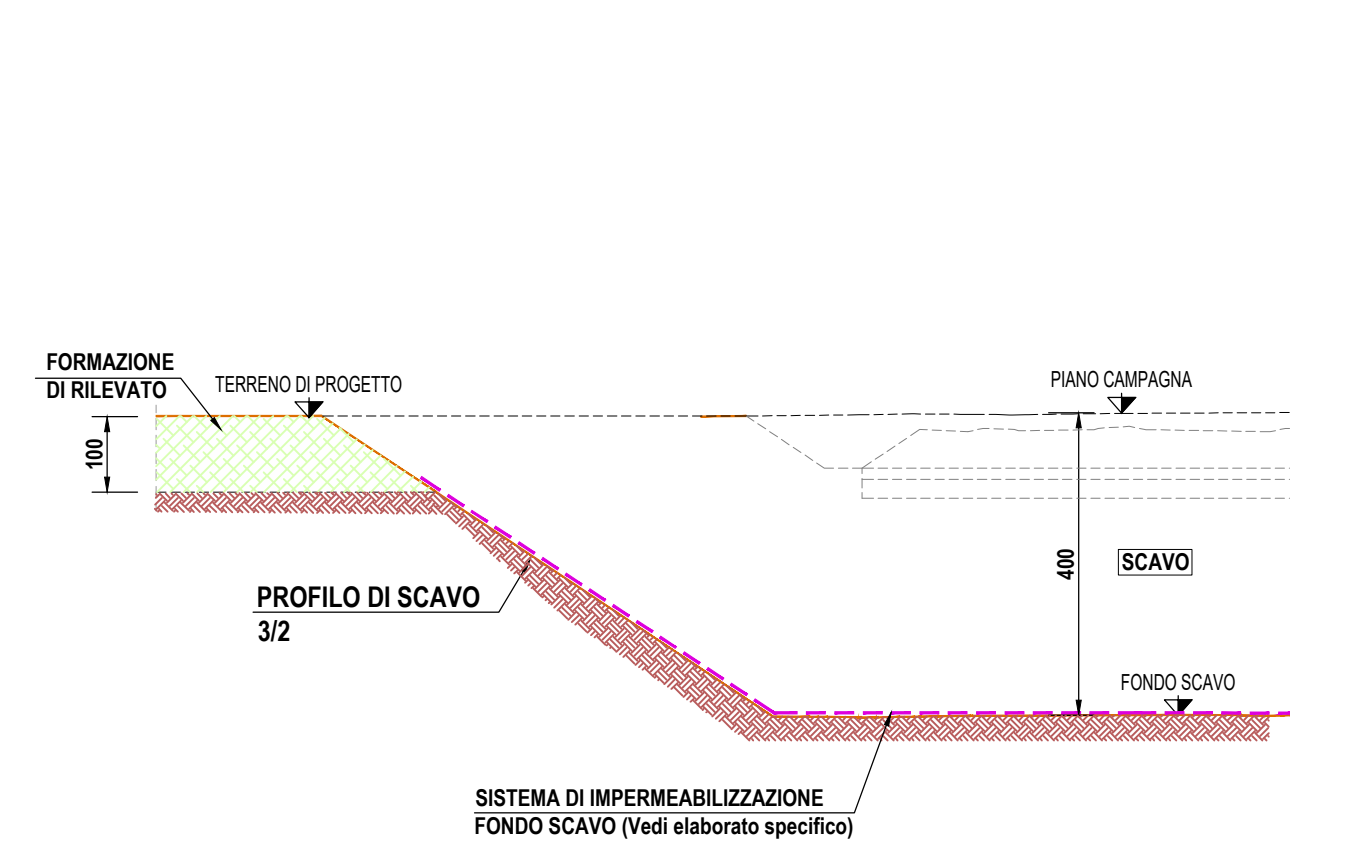 FORMAZIONE
DI RILEVATO
TERRENO DI PROGETTO
PIANO CAMPAGNA
100
400
SCAVO
PROFILO DI SCAVO
3/2
FONDO SCAVO
SISTEMA DI IMPERMEABILIZZAZIONE
FONDO SCAVO (Vedi elaborato specifico)